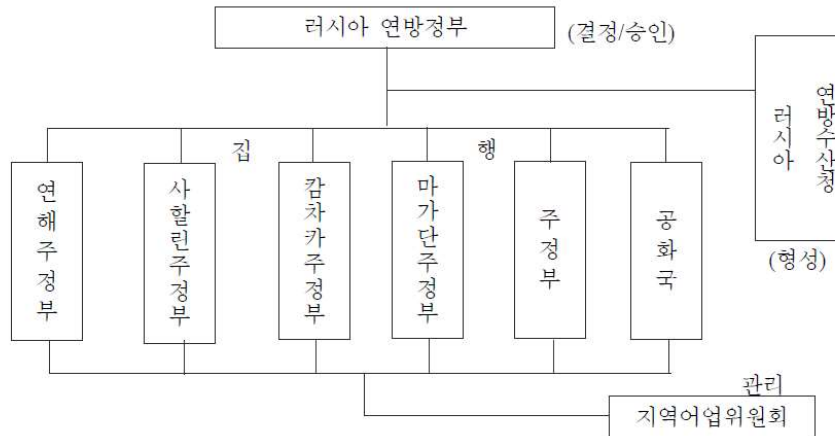 러시아 연방정부
(결정/승인)
러시아
연방수산청
(형성)
집 행
연해주정부
사할린주정부
캄차카주정부
마가단주정부
주정부
공화국
관리
지역어업위원회